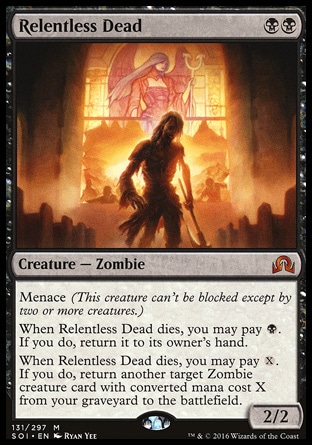 Relentless Dead
Creature — Zombie
Menace (This creature can't be blocked except by
two or more creatures.)
When Relentless Dead dies, you may pay .
If you do, return it to its owner's hand.
When Relentless Dead dies, you may pay X.
If you do, return another target Zombie
creature card with converted mana cost X
from your graveyard to the battlefield.
2/2
131/297 M
SOI • EN Ryan Yee
™ & © 2016 Wizards of the Coast